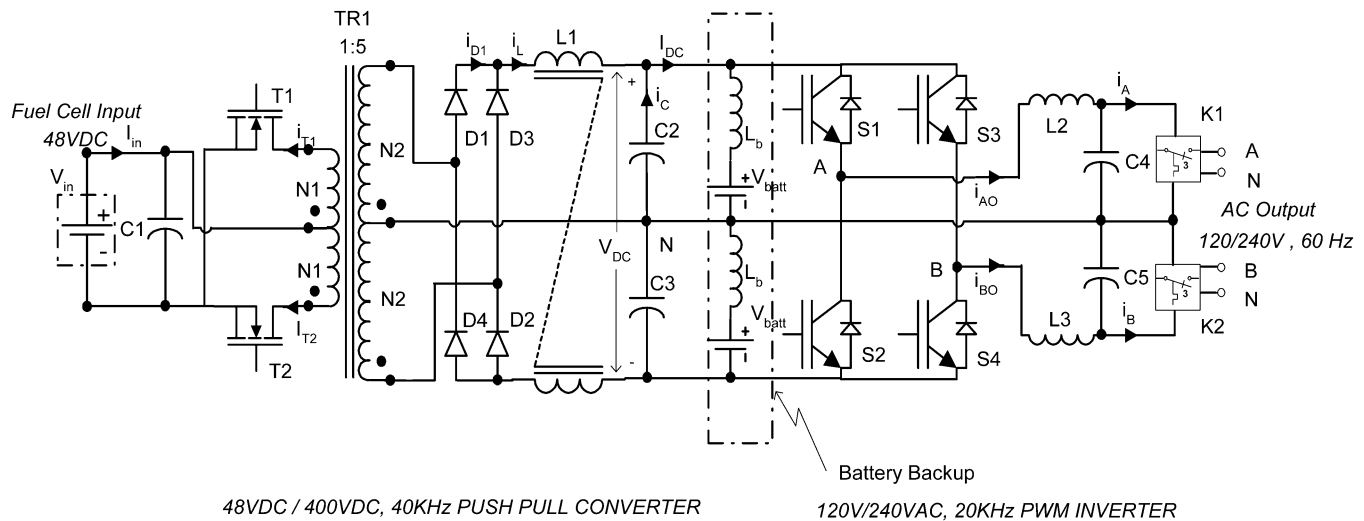 TR1
1:5
i_D1
i_L
L1
I_DC
Fuel Cell Input
48VDC
I_in
V_in
+
-
C1
T1
i_T1
N1
N1
I_T2
T2
N2
N2
D1
D3
D4
D2
+
V_DC
-
i_C
C2
N
C3
L_b
+
V_batt
L_b
V_batt
+
S1
S3
A
i_AO
B
i_BO
S2
S4
L2
i_A
C4
K1
3
A
N
AC Output
120/240V , 60 Hz
C5
3
B
N
L3
i_B
K2
Battery Backup
48VDC / 400VDC, 40KHz PUSH PULL CONVERTER
120V/240VAC, 20KHz PWM INVERTER